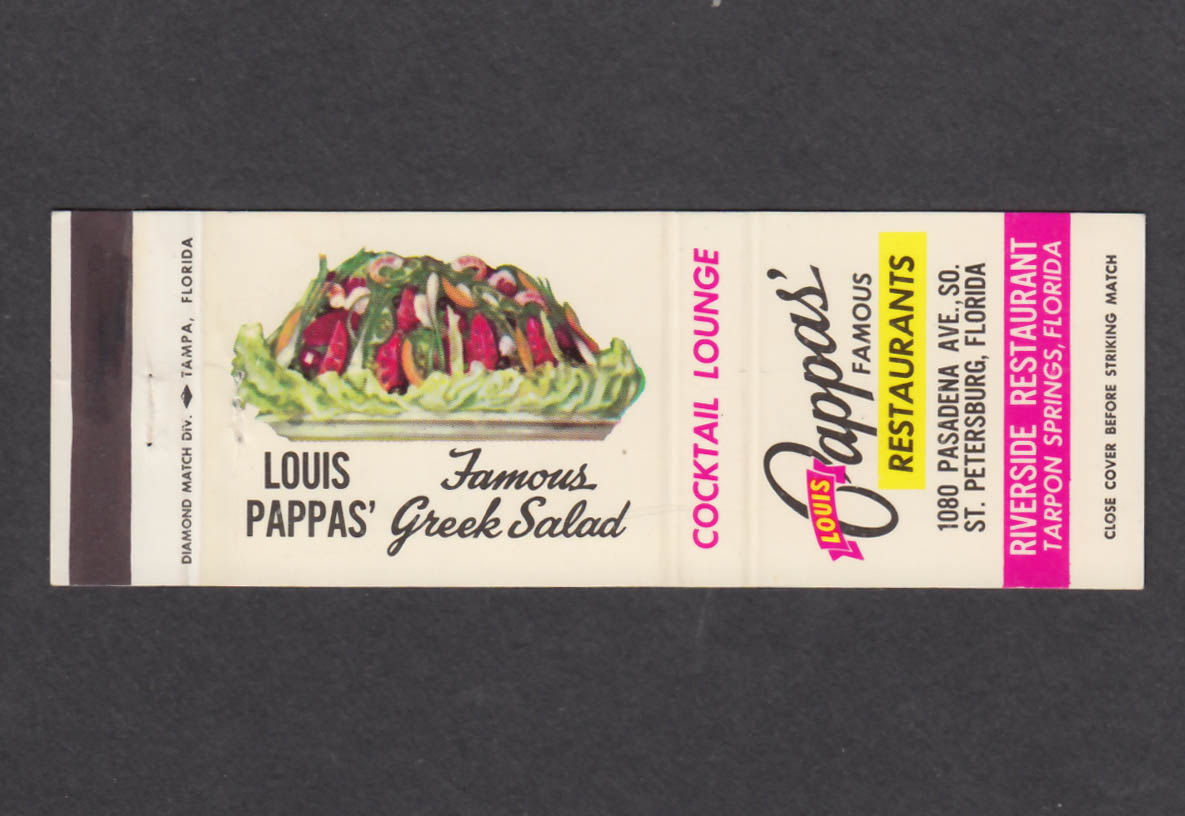 DIAMOND MATCH DIV. TAMPA, FLORIDA
LOUIS
PAPPAS'
Famous
Greek Salad
COCKTAIL LOUNGE
LOUIS
Pappas'
FAMOUS
RESTAURANTS
1080 PASADENA AVE., SO.
ST. PETERSBURG, FLORIDA
RIVERSIDE RESTAURANT
TARPON SPRINGS, FLORIDA
CLOSE COVER BEFORE STRIKING MATCH